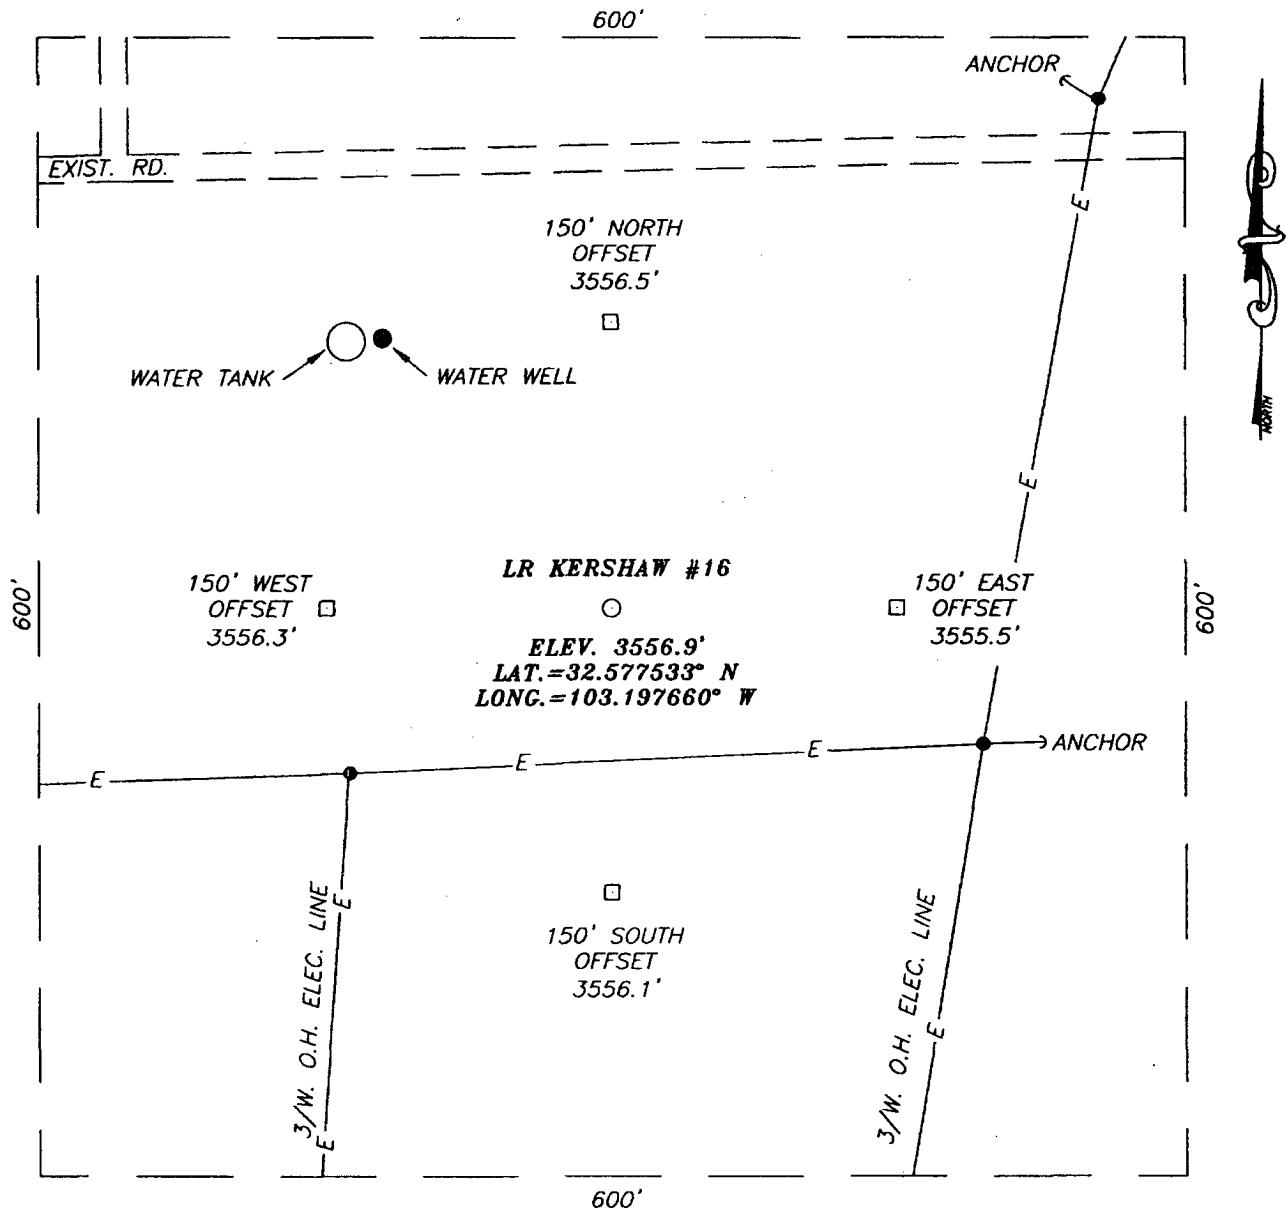 600'
ANCHOR
EXIST. RD.
E
150' NORTH
OFFSET
3556.5'
NORTH
WATER TANK
WATER WELL
E
600'
150' WEST
OFFSET
3556.3'
LR KERSHAW #16
ELEV. 3556.9'
LAT.=32.577533° N
LONG.=103.197660° W
150' EAST
OFFSET
3555.5'
600'
ANCHOR
E
E
E
E
3/W. O.H. ELEC. LINE
E
150' SOUTH
OFFSET
3556.1'
3/W. O.H. ELEC. LINE
E
600'